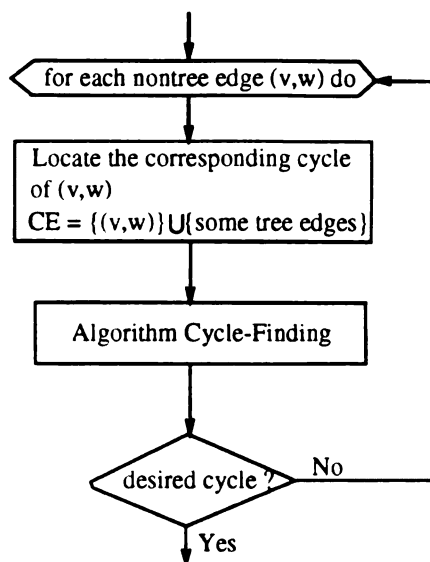 for each nontree edge (v,w) do
Locate the corresponding cycle
of (v,w)
CE = {(v,w)}∪{some tree edges}
Algorithm Cycle-Finding
desired cycle ?
No
Yes